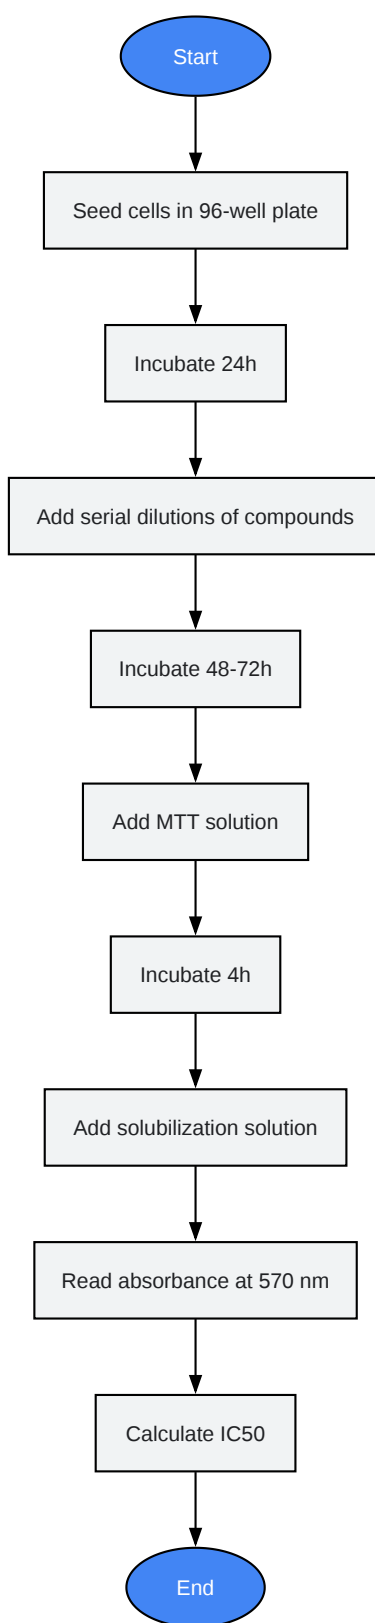 Start
Seed cells in 96-well plate
Incubate 24h
Add serial dilutions of compounds
Incubate 48-72h
Add MTT solution
Incubate 4h
Add solubilization solution
Read absorbance at 570 nm
Calculate IC50
End